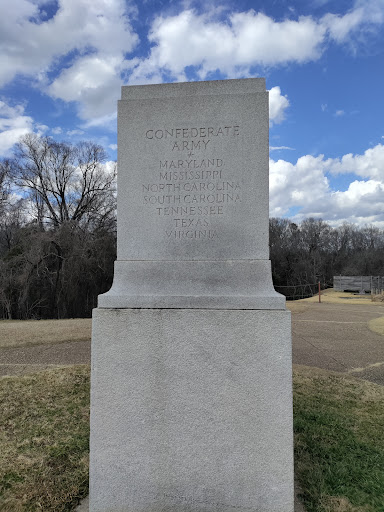 CONFEDERATE
ARMY
MARYLAND
MISSISSIPPI
NORTH CAROLINA
SOUTH CAROLINA
TENNESSEE
TEXAS
VIRGINIA